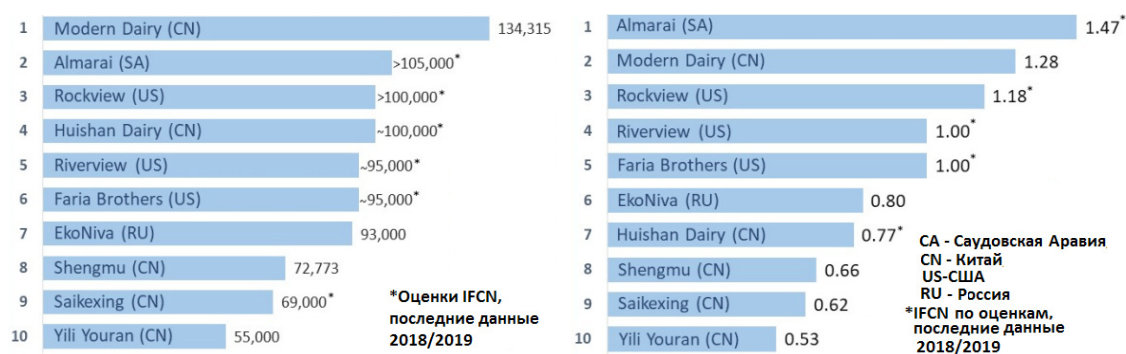 1 Modern Dairy (CN) 134,315
2 Almarai (SA) >105,000*
3 Rockview (US) >100,000*
4 Huishan Dairy (CN) ~100,000*
5 Riverview (US) ~95,000*
6 Faria Brothers (US) ~95,000*
7 EkoNiva (RU) 93,000
8 Shengmu (CN) 72,773
9 Saikexing (CN) 69,000*
10 Yili Youran (CN) 55,000
*Оценки IFCN,
последние данные
2018/2019
1 Almarai (SA) 1.47*
2 Modern Dairy (CN) 1.28
3 Rockview (US) 1.18*
4 Riverview (US) 1.00*
5 Faria Brothers (US) 1.00*
6 EkoNiva (RU) 0.80
7 Huishan Dairy (CN) 0.77*
8 Shengmu (CN) 0.66
9 Saikexing (CN) 0.62
10 Yili Youran (CN) 0.53
СА - Саудовская Аравия
CN - Китай
US-США
RU - Россия
*IFCN по оценкам,
последние данные
2018/2019